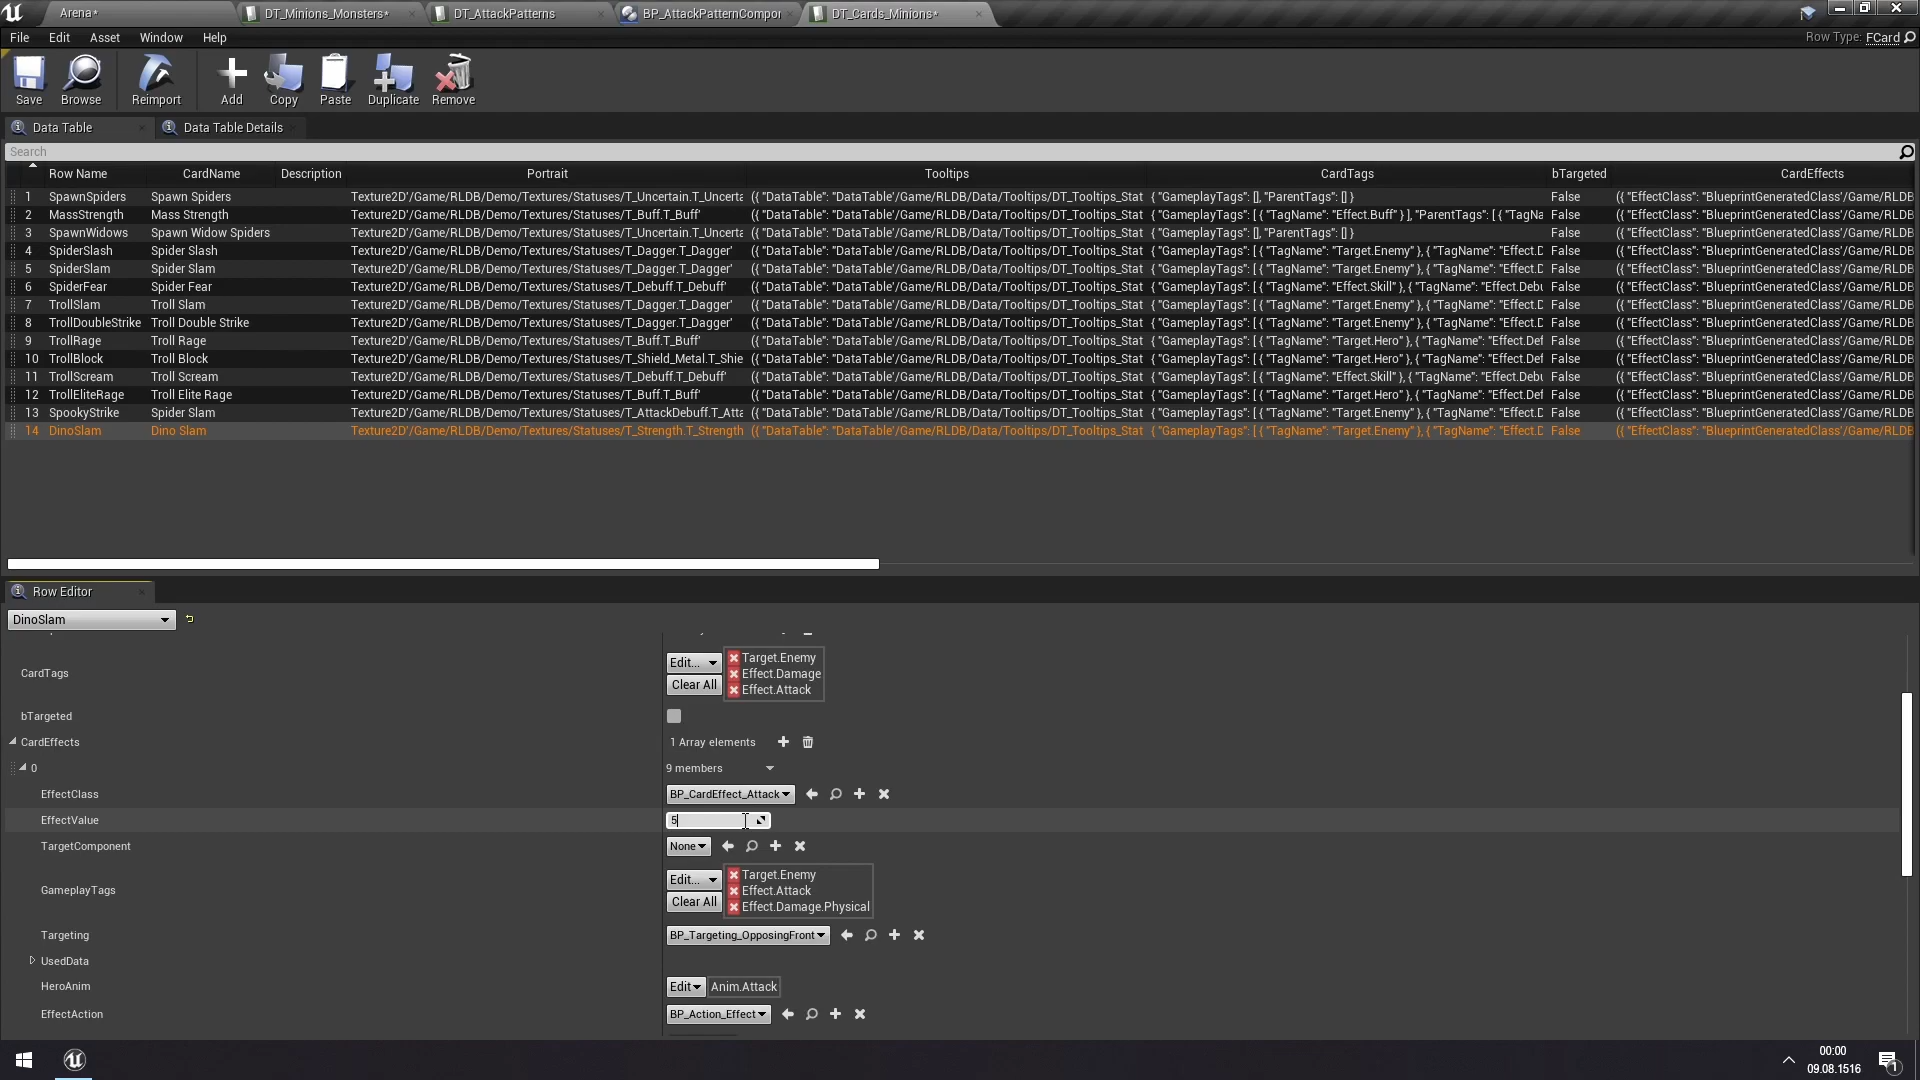 Arena*
DT_Minions_Monsters*
DT_AttackPatterns
BP_AttackPatternCompor
DT_Cards_Minions*
File Edit Asset Window Help
Row Type: FCard
Save Browse Reimport Add Copy Paste Duplicate Remove
Data Table
Data Table Details
Search
Row Name CardName Description Portrait Tooltips CardTags bTargeted CardEffects
1 SpawnSpiders Spawn Spiders Texture2D'/Game/RLDB/Demo/Textures/Statuses/T_Uncertain.T_Uncerta ({ "DataTable": "DataTable'/Game/RLDB/Data/Tooltips/DT_Tooltips_Stat { "GameplayTags": [], "ParentTags": [] } False ({ "EffectClass": "BlueprintGeneratedClass'/Game/RLDB
2 MassStrength Mass Strength Texture2D'/Game/RLDB/Demo/Textures/Statuses/T_Buff.T_Buff' ({ "DataTable": "DataTable'/Game/RLDB/Data/Tooltips/DT_Tooltips_Stat { "GameplayTags": [ { "TagName": "Effect.Buff" } ], "ParentTags": [ { "TagNa False ({ "EffectClass": "BlueprintGeneratedClass'/Game/RLDB
3 SpawnWidows Spawn Widow Spiders Texture2D'/Game/RLDB/Demo/Textures/Statuses/T_Uncertain.T_Uncerta ({ "DataTable": "DataTable'/Game/RLDB/Data/Tooltips/DT_Tooltips_Stat { "GameplayTags": [], "ParentTags": [] } False ({ "EffectClass": "BlueprintGeneratedClass'/Game/RLDB
4 SpiderSlash Spider Slash Texture2D'/Game/RLDB/Demo/Textures/Statuses/T_Dagger.T_Dagger' ({ "DataTable": "DataTable'/Game/RLDB/Data/Tooltips/DT_Tooltips_Stat { "GameplayTags": [ { "TagName": "Target.Enemy" }, { "TagName": "Effect.D False ({ "EffectClass": "BlueprintGeneratedClass'/Game/RLDB
5 SpiderSlam Spider Slam Texture2D'/Game/RLDB/Demo/Textures/Statuses/T_Dagger.T_Dagger' ({ "DataTable": "DataTable'/Game/RLDB/Data/Tooltips/DT_Tooltips_Stat { "GameplayTags": [ { "TagName": "Target.Enemy" }, { "TagName": "Effect.D False ({ "EffectClass": "BlueprintGeneratedClass'/Game/RLDB
6 SpiderFear Spider Fear Texture2D'/Game/RLDB/Demo/Textures/Statuses/T_Debuff.T_Debuff' ({ "DataTable": "DataTable'/Game/RLDB/Data/Tooltips/DT_Tooltips_Stat { "GameplayTags": [ { "TagName": "Effect.Skill" }, { "TagName": "Effect.Debu False ({ "EffectClass": "BlueprintGeneratedClass'/Game/RLDB
7 TrollSlam Troll Slam Texture2D'/Game/RLDB/Demo/Textures/Statuses/T_Dagger.T_Dagger' ({ "DataTable": "DataTable'/Game/RLDB/Data/Tooltips/DT_Tooltips_Stat { "GameplayTags": [ { "TagName": "Target.Enemy" }, { "TagName": "Effect.D False ({ "EffectClass": "BlueprintGeneratedClass'/Game/RLDB
8 TrollDoubleStrike Troll Double Strike Texture2D'/Game/RLDB/Demo/Textures/Statuses/T_Dagger.T_Dagger' ({ "DataTable": "DataTable'/Game/RLDB/Data/Tooltips/DT_Tooltips_Stat { "GameplayTags": [ { "TagName": "Target.Enemy" }, { "TagName": "Effect.D False ({ "EffectClass": "BlueprintGeneratedClass'/Game/RLDB
9 TrollRage Troll Rage Texture2D'/Game/RLDB/Demo/Textures/Statuses/T_Buff.T_Buff' ({ "DataTable": "DataTable'/Game/RLDB/Data/Tooltips/DT_Tooltips_Stat { "GameplayTags": [ { "TagName": "Target.Hero" }, { "TagName": "Effect.Def False ({ "EffectClass": "BlueprintGeneratedClass'/Game/RLDB
10 TrollBlock Troll Block Texture2D'/Game/RLDB/Demo/Textures/Statuses/T_Shield_Metal.T_Shie ({ "DataTable": "DataTable'/Game/RLDB/Data/Tooltips/DT_Tooltips_Stat { "GameplayTags": [ { "TagName": "Target.Hero" }, { "TagName": "Effect.Def False ({ "EffectClass": "BlueprintGeneratedClass'/Game/RLDB
11 TrollScream Troll Scream Texture2D'/Game/RLDB/Demo/Textures/Statuses/T_Debuff.T_Debuff' ({ "DataTable": "DataTable'/Game/RLDB/Data/Tooltips/DT_Tooltips_Stat { "GameplayTags": [ { "TagName": "Effect.Skill" }, { "TagName": "Effect.Debu False ({ "EffectClass": "BlueprintGeneratedClass'/Game/RLDB
12 TrollEliteRage Troll Elite Rage Texture2D'/Game/RLDB/Demo/Textures/Statuses/T_Buff.T_Buff' ({ "DataTable": "DataTable'/Game/RLDB/Data/Tooltips/DT_Tooltips_Stat { "GameplayTags": [ { "TagName": "Target.Hero" }, { "TagName": "Effect.Def False ({ "EffectClass": "BlueprintGeneratedClass'/Game/RLDB
13 SpookyStrike Spider Slam Texture2D'/Game/RLDB/Demo/Textures/Statuses/T_AttackDebuff.T_Atta ({ "DataTable": "DataTable'/Game/RLDB/Data/Tooltips/DT_Tooltips_Stat { "GameplayTags": [ { "TagName": "Target.Enemy" }, { "TagName": "Effect.D False ({ "EffectClass": "BlueprintGeneratedClass'/Game/RLDB
14 DinoSlam Dino Slam Texture2D'/Game/RLDB/Demo/Textures/Statuses/T_Strength.T_Strength ({ "DataTable": "DataTable'/Game/RLDB/Data/Tooltips/DT_Tooltips_Stat { "GameplayTags": [ { "TagName": "Target.Enemy" }, { "TagName": "Effect.D False ({ "EffectClass": "BlueprintGeneratedClass'/Game/RLDB
Row Editor
DinoSlam
CardTags
Edit...
Clear All
Target.Enemy
Effect.Damage
Effect.Attack
bTargeted
CardEffects 1 Array elements
0 9 members
EffectClass BP_CardEffect_Attack
EffectValue 5
TargetComponent None
GameplayTags
Edit...
Clear All
Target.Enemy
Effect.Attack
Effect.Damage.Physical
Targeting BP_Targeting_OpposingFront
UsedData
HeroAnim Edit Anim.Attack
EffectAction BP_Action_Effect
00:00
09.08.1516
1